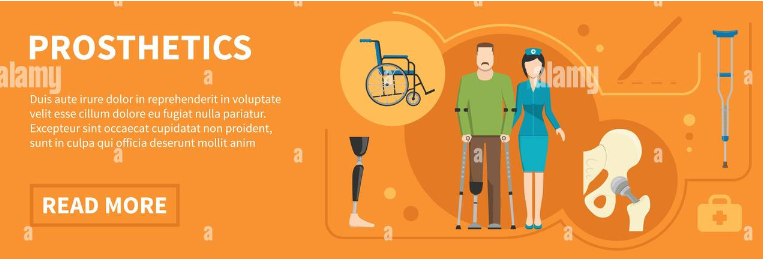 PROSTHETICS
Duis aute irure dolor in reprehenderit in voluptate
velit esse cillum dolore eu fugiat nulla pariatur.
Excepteur sint occaecat cupidatat non proident,
sunt in culpa qui officia deserunt mollit anim
READ MORE
alamy
alamy
a
a
a
a
a
a
a
a
a
a
a
a